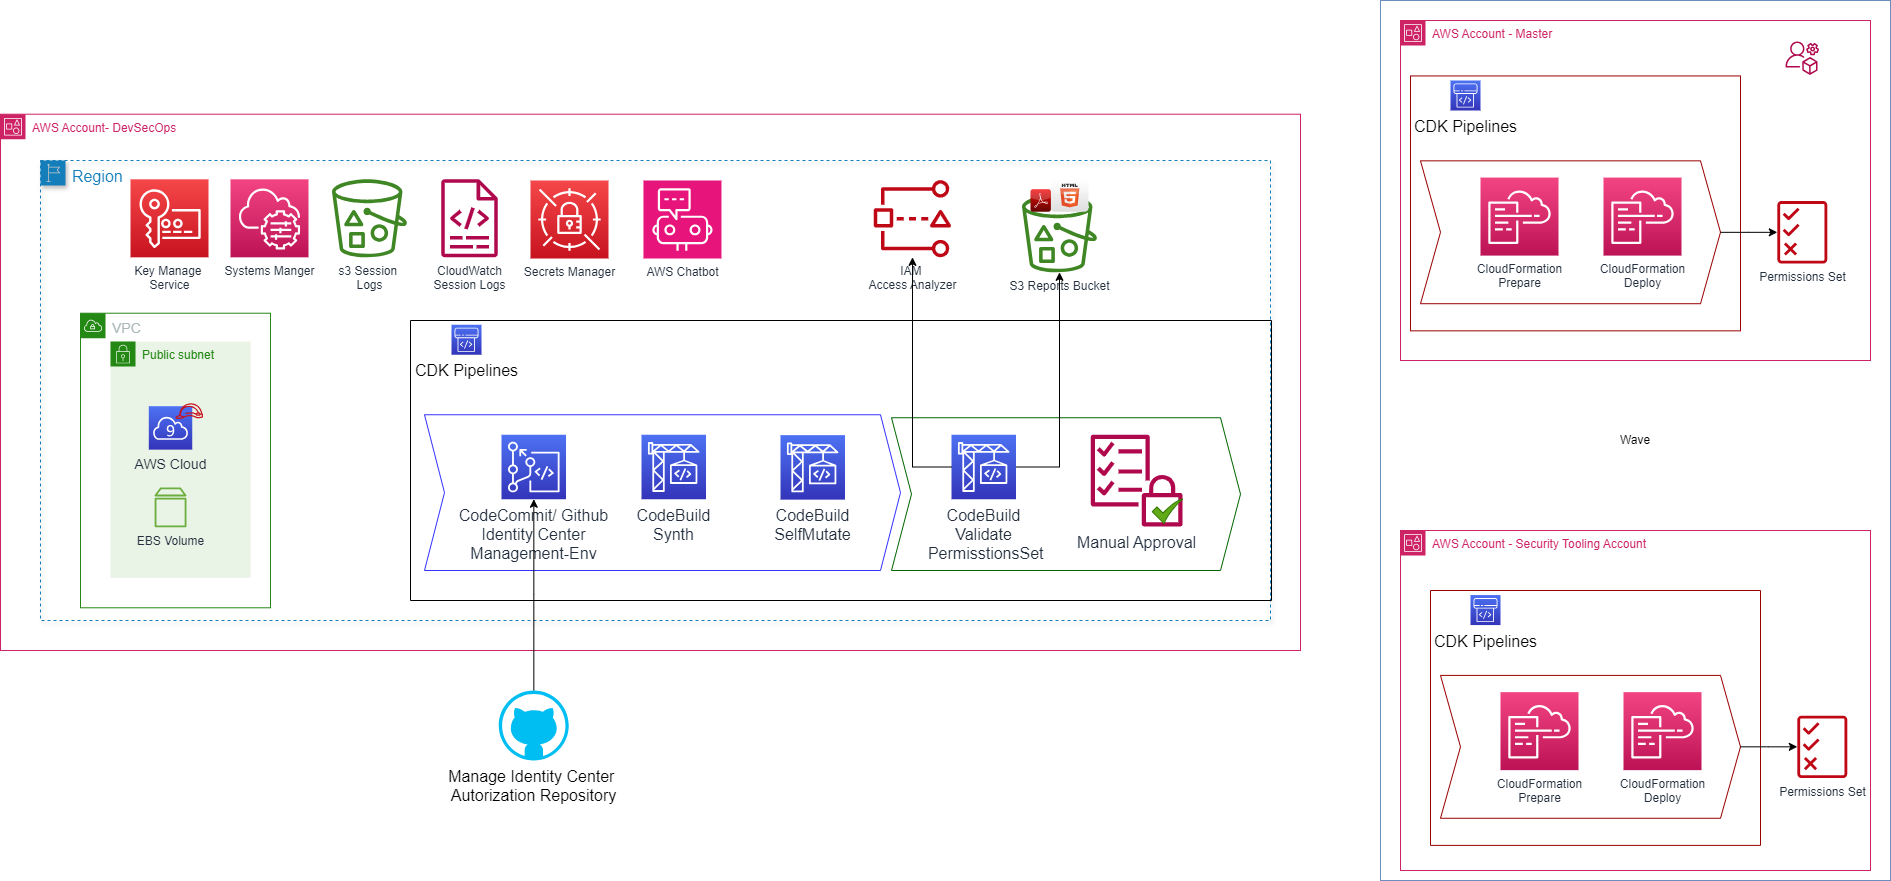 AWS Account- DevSecOps
Region
Key Manage
Service
Systems Manger
s3 Session
Logs
CloudWatch
Session Logs
Secrets Manager
AWS Chatbot
IAM
Access Analyzer
HTML
5
S3 Reports Bucket
VPC
Public subnet
9
AWS Cloud
EBS Volume
CDK Pipelines
CodeCommit/ Github
Identity Center
Management-Env
CodeBuild
Synth
CodeBuild
SelfMutate
CodeBuild
Validate
PermisstionsSet
Manual Approval
Manage Identity Center
Autorization Repository
AWS Account - Master
CDK Pipelines
CloudFormation
Prepare
CloudFormation
Deploy
Permissions Set
Wave
AWS Account - Security Tooling Account
CDK Pipelines
CloudFormation
Prepare
CloudFormation
Deploy
Permissions Set